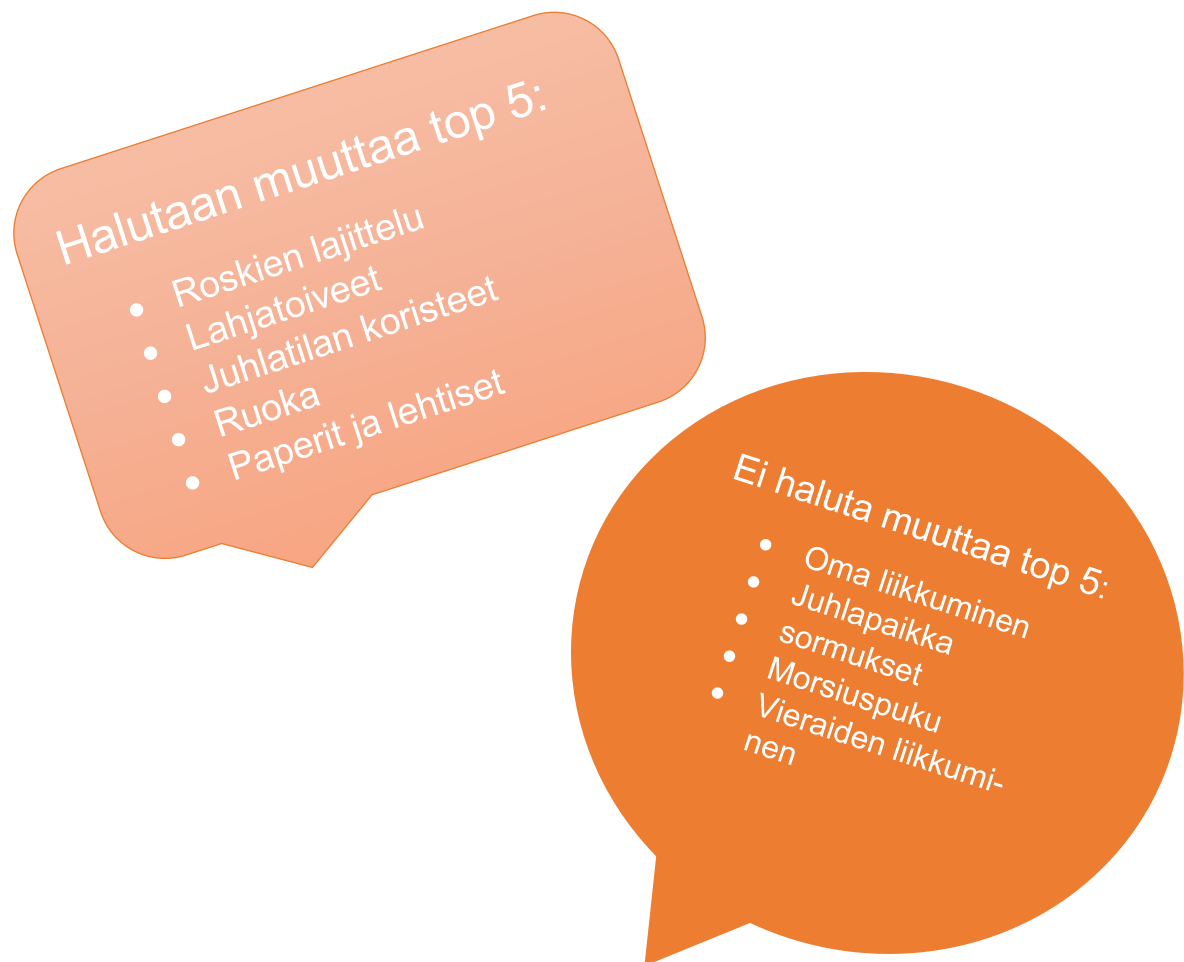 Halutaan muuttaa top 5:
● Roskien lajittelu
● Lahjatoiveet
● Juhlatilan koristeet
● Ruoka
● Paperit ja lehtiset
Ei haluta muuttaa top 5:
● Oma liikkuminen
● Juhlapaikka
● sormukset
● Morsiuspuku
● Vieraiden liikkumi-
nen